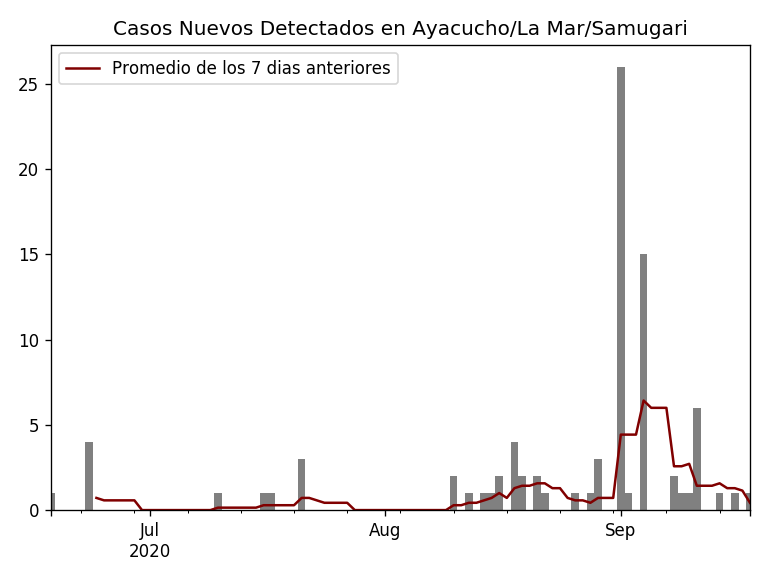 Casos Nuevos Detectados en Ayacucho/La Mar/Samugari
Promedio de los 7 dias anteriores
25
20
15
10
5
0
Jul
2020
Aug
Sep